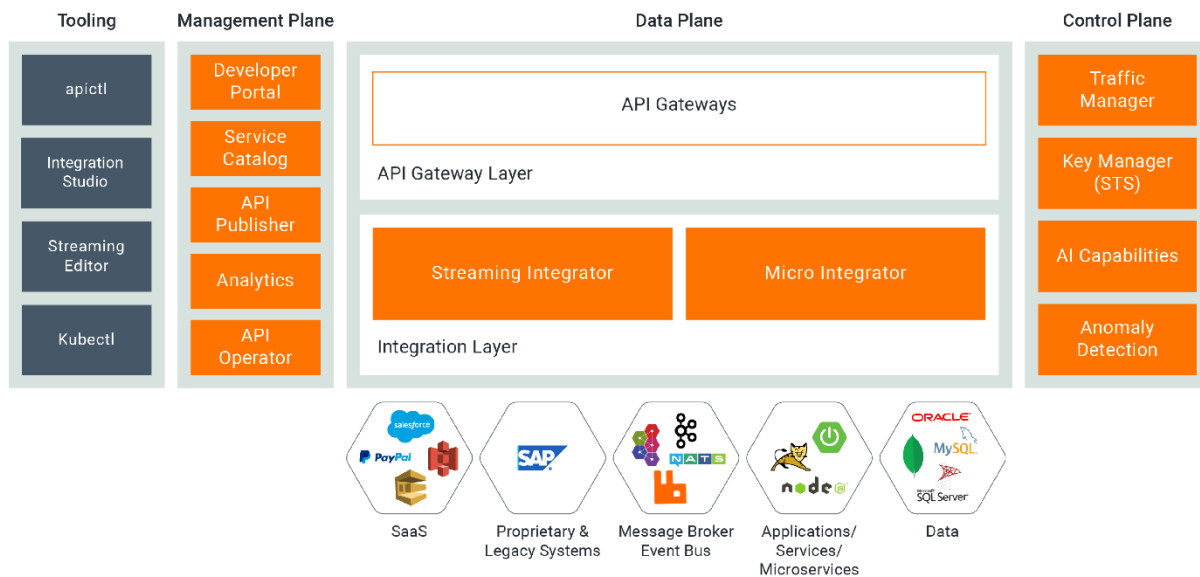 Tooling
Management Plane
Data Plane
Control Plane
apictl
Integration
Studio
Streaming
Editor
Kubectl
Developer
Portal
Service
Catalog
API
Publisher
Analytics
API
Operator
API Gateways
API Gateway Layer
Streaming Integrator
Micro Integrator
Integration Layer
Traffic
Manager
Key Manager
(STS)
AI Capabilities
Anomaly
Detection
salesforce
PayPal
SaaS
SAP
Proprietary &
Legacy Systems
NATS
Message Broker
Event Bus
node
Applications/
Services/
Microservices
ORACLE
MySQL
SQL Server
Data